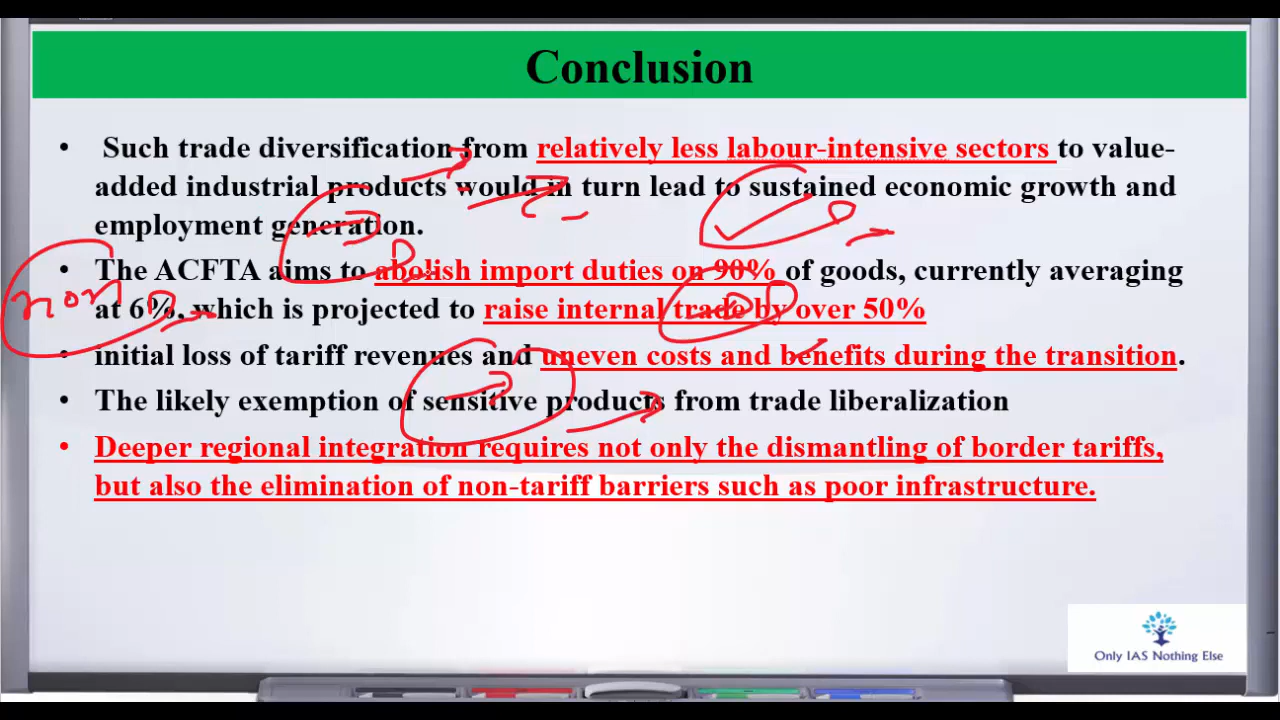 Conclusion
• Such trade diversification from relatively less labour-intensive sectors to value-
added industrial products would in turn lead to sustained economic growth and
employment generation.
• The ACFTA aims to abolish import duties on 90% of goods, currently averaging
at 6%, which is projected to raise internal trade by over 50%
• initial loss of tariff revenues and uneven costs and benefits during the transition.
• The likely exemption of sensitive products from trade liberalization
• Deeper regional integration requires not only the dismantling of border tariffs,
but also the elimination of non-tariff barriers such as poor infrastructure.
Only IAS Nothing Else